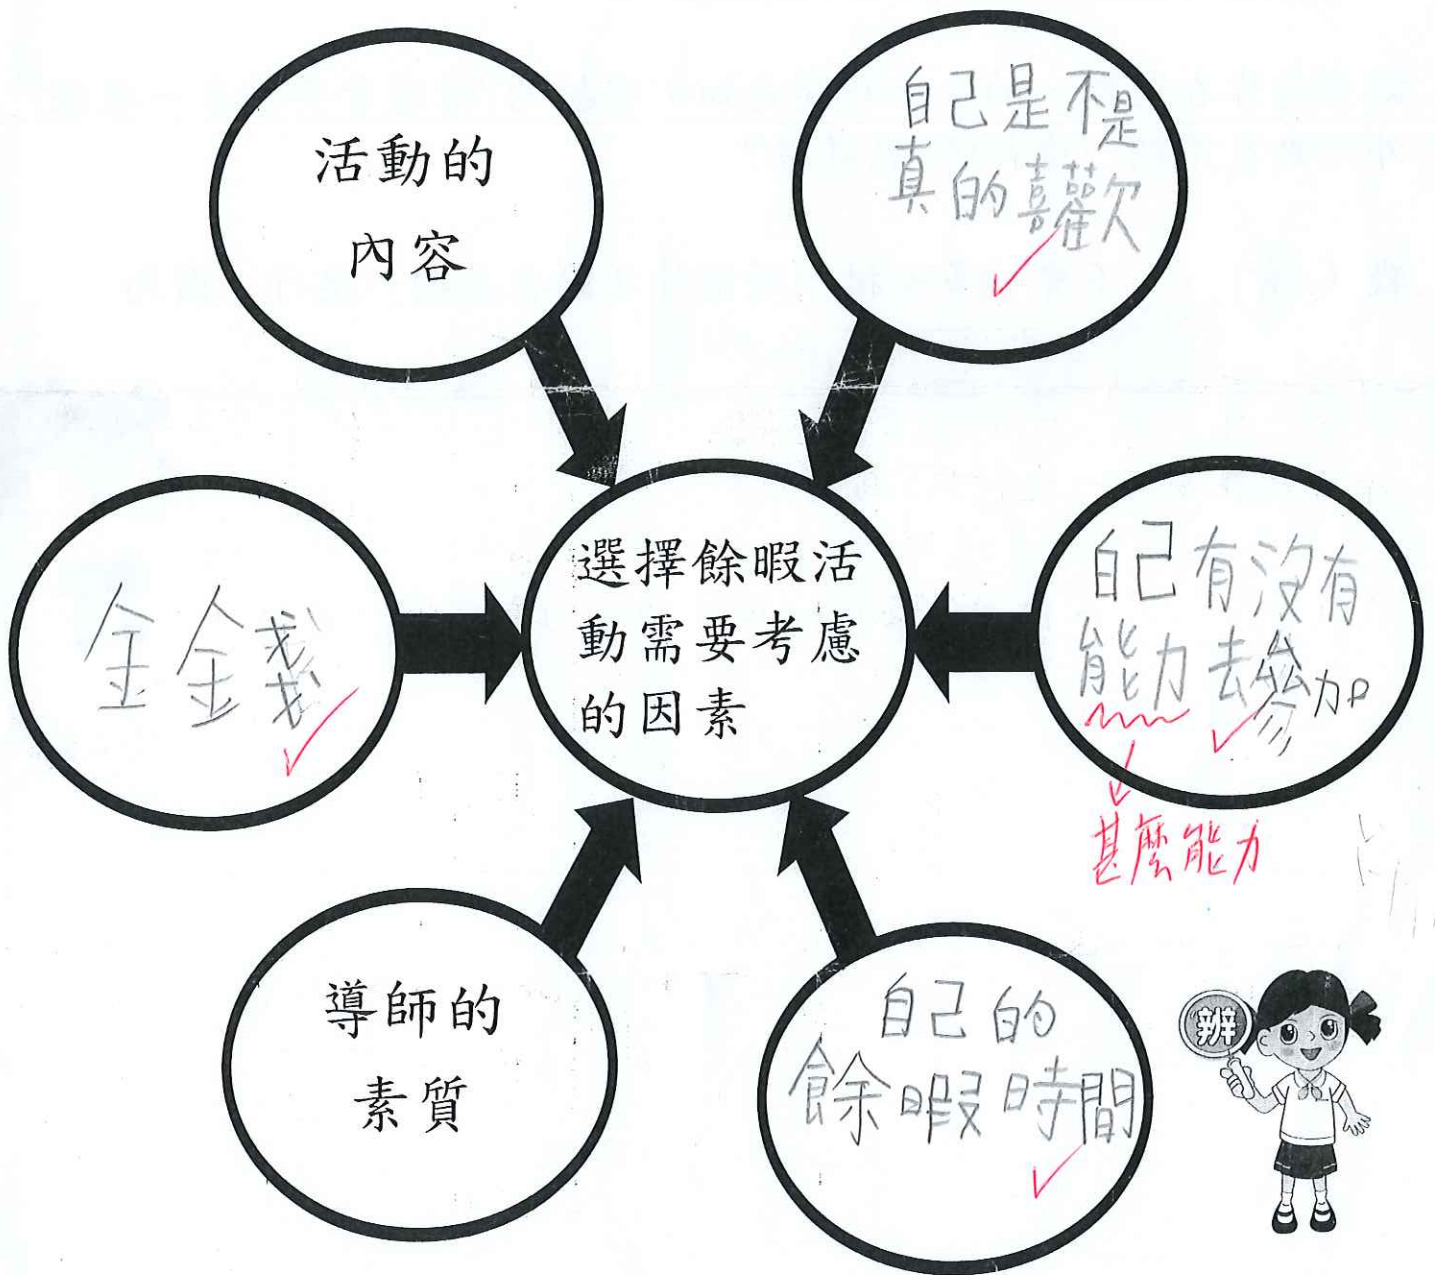 活動的
內容
自己是不是
真的喜歡
選擇餘暇活
動需要考慮
的因素
金錢
自己有沒有
能力去參加
甚麼能力
導師的
素質
自己的
餘暇時間
辨